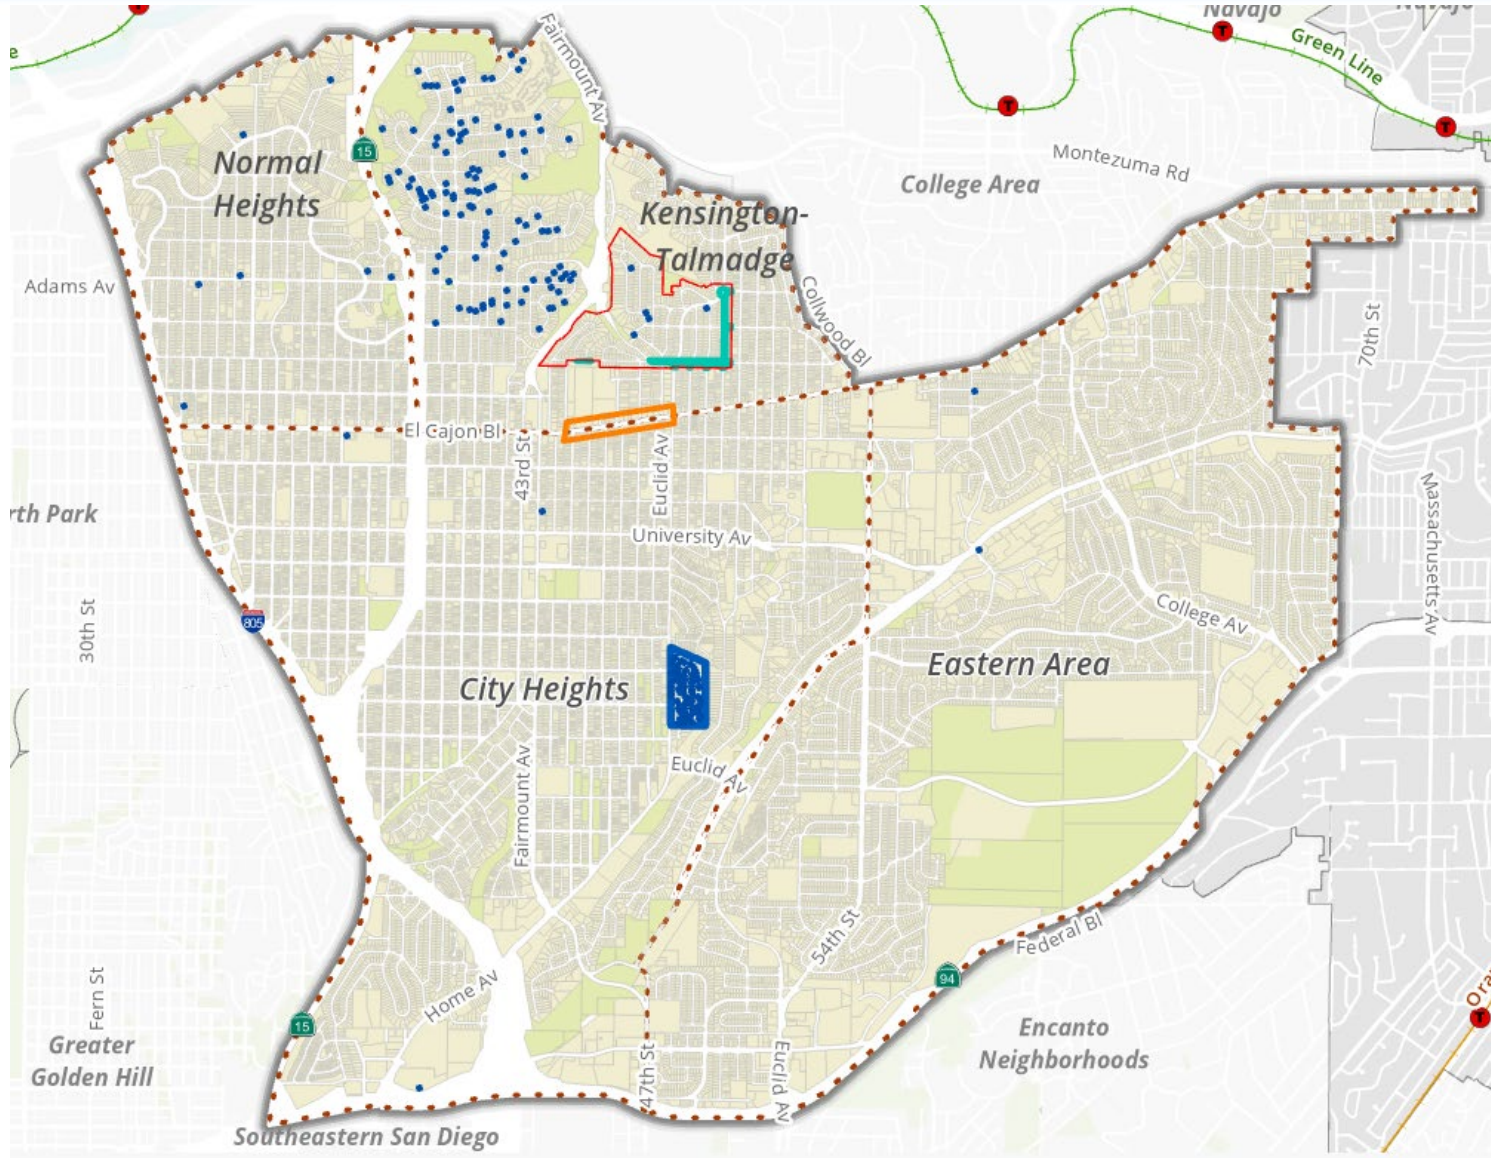 Navajo
Navajo
e
Green Line
T
T
T
Fairmount Av
15
Montezuma Rd
College Area
Normal
Heights
Kensington-
Talmadge
Adams Av
Collwood Bl
70th St
El Cajon Bl
43rd St
Euclid Av
rth Park
University Av
Massachusetts Av
30th St
805
College Av
City Heights
Eastern Area
Euclid Av
Fairmount Av
54th St
Federal Bl
94
Home Av
Fern St
15
Ora
T
Greater
Golden Hill
47th St
Euclid Av
Encanto
Neighborhoods
Southeastern San Diego